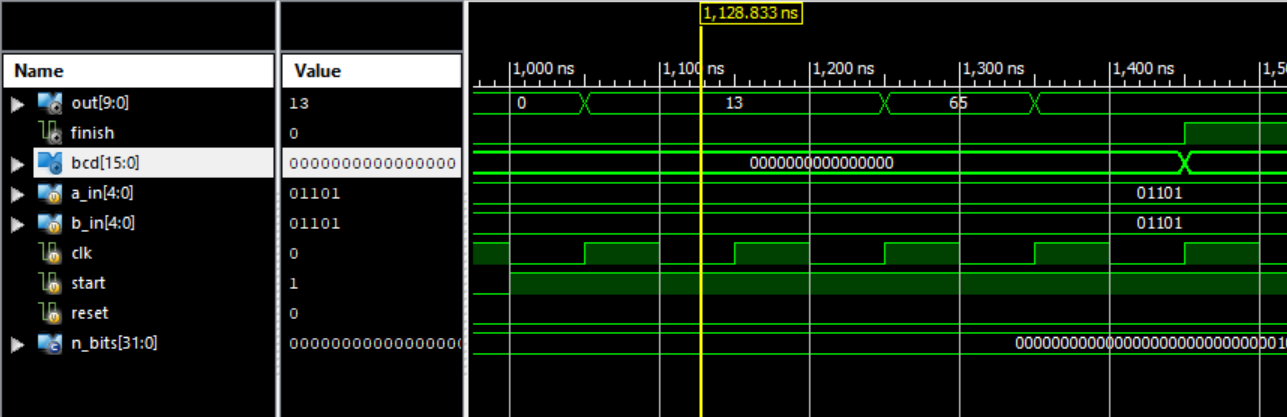 1,128.833 ns
Name Value
1,000 ns 1,100 ns 1,200 ns 1,300 ns 1,400 ns 1,5
out[9:0] 13 0 13 65
finish 0
bcd[15:0] 0000000000000000 0000000000000000
a_in[4:0] 01101 01101
b_in[4:0] 01101 01101
clk 0
start 1
reset 0
n_bits[31:0]